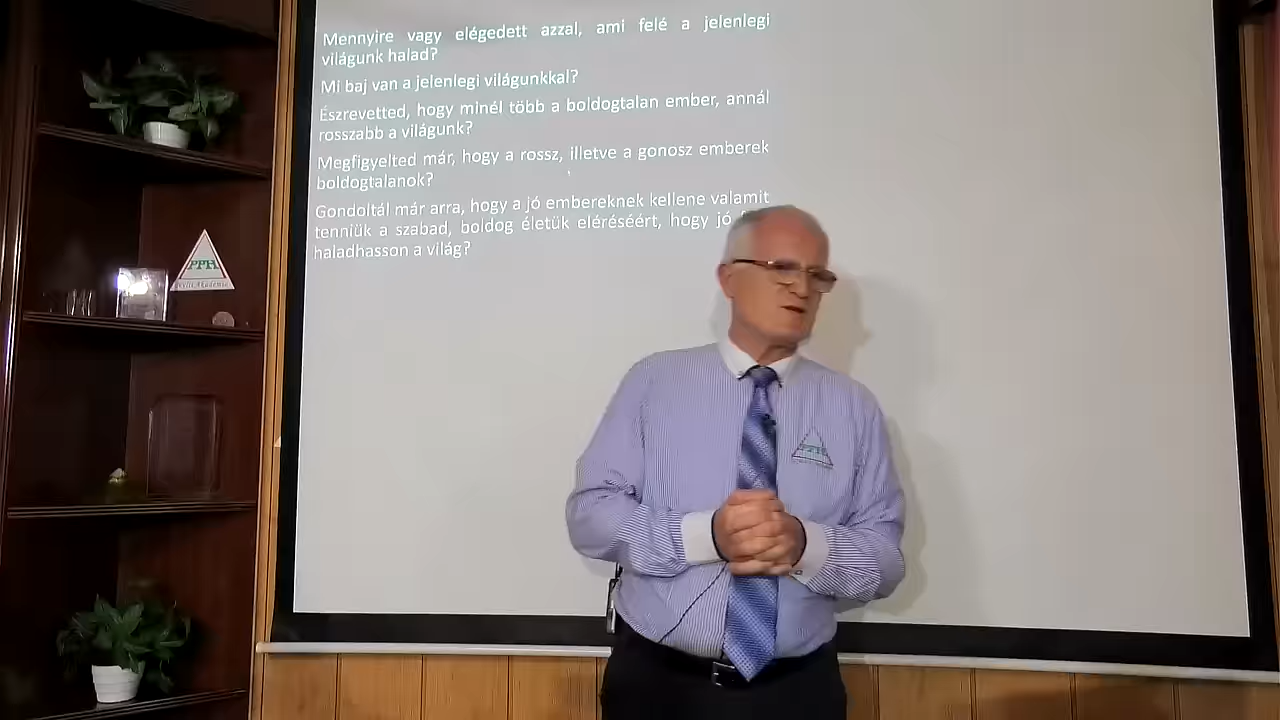 Mennyire vagy elégedett azzal, ami felé a jelenlegi
világunk halad?
Mi baj van a jelenlegi világunkkal?
Észrevetted, hogy minél több a boldogtalan ember, annál
rosszabb a világunk?
Megfigyelted már, hogy a rossz, illetve a gonosz emberek
boldogtalanok?
Gondoltál már arra, hogy a jó embereknek kellene valamit
tenniük a szabad, boldog életük eléréséért, hogy jó
haladhasson a világ?
PPH
PPH